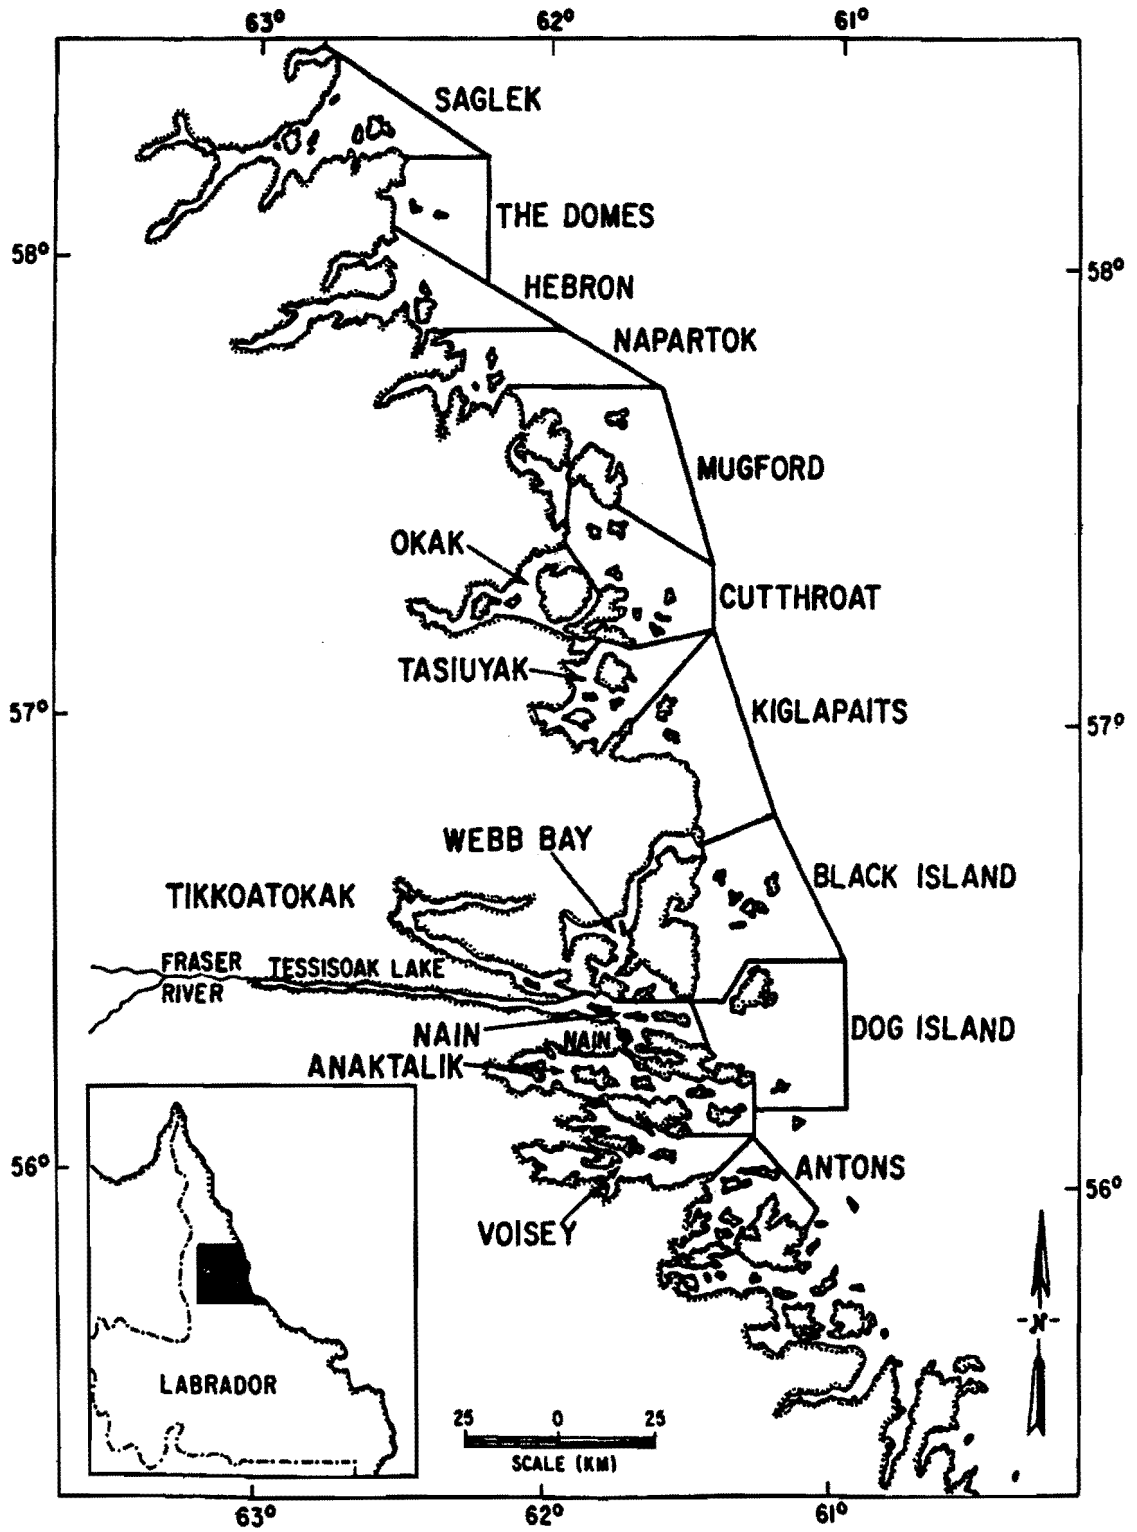 63° 62° 61°
SAGLEK
THE DOMES
58° 58°
HEBRON
NAPARTOK
MUGFORD
OKAK
CUTTHROAT
TASIUYAK
KIGLAPAITS
57° 57°
WEBB BAY
BLACK ISLAND
TIKKOATOKAK
FRASER
RIVER
TESSISOAK LAKE
NAIN
NAIN
DOG ISLAND
ANAKTALIK
56° 56°
ANTONS
VOISEY
N
LABRADOR
25 0 25
SCALE (KM)
63° 62° 61°